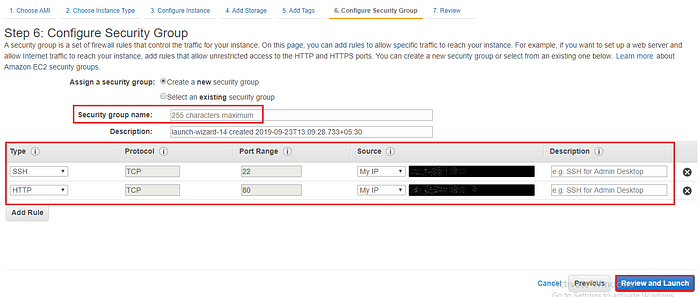 1. Choose AMI 2. Choose Instance Type 3. Configure Instance 4. Add Storage 5. Add Tags 6. Configure Security Group 7. Review
Step 6: Configure Security Group
A security group is a set of firewall rules that control the traffic for your instance. On this page, you can add rules to allow specific traffic to reach your instance. For example, if you want to set up a web server and
allow Internet traffic to reach your instance, add rules that allow unrestricted access to the HTTP and HTTPS ports. You can create a new security group or select from an existing one below. Learn more about
Amazon EC2 security groups.
Assign a security group: Create a new security group
Select an existing security group
Security group name: 255 characters maximum
Description: launch-wizard-14 created 2019-09-23T13:09:28.733+05:30
Type Protocol Port Range Source Description
SSH TCP 22 My IP e.g. SSH for Admin Desktop
HTTP TCP 80 My IP e.g. SSH for Admin Desktop
Add Rule
Cancel Previous Review and Launch
Go to Settings to activate Windows.